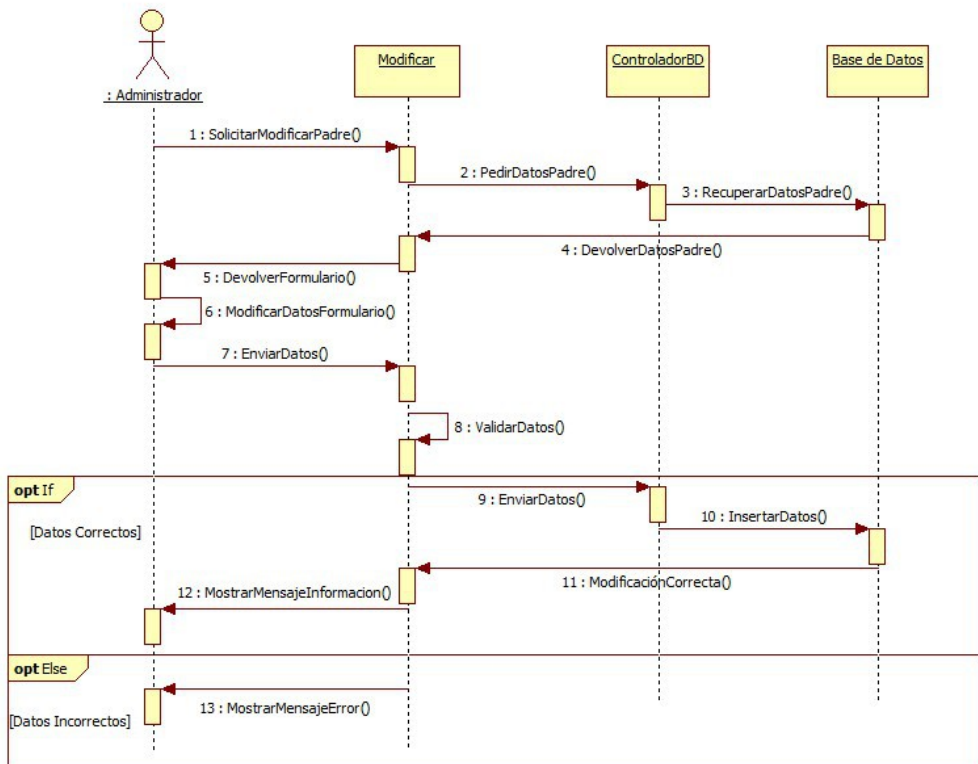 : Administrador
Modificar
ControladorBD
Base de Datos
1 : SolicitarModificarPadre()
2 : PedirDatosPadre()
3 : RecuperarDatosPadre()
4 : DevolverDatosPadre()
5 : DevolverFormulario()
6 : ModificarDatosFormulario()
7 : EnviarDatos()
8 : ValidarDatos()
opt If
[Datos Correctos]
9 : EnviarDatos()
10 : InsertarDatos()
11 : ModificaciónCorrecta()
12 : MostrarMensajeInformacion()
opt Else
[Datos Incorrectos]
13 : MostrarMensajeError()